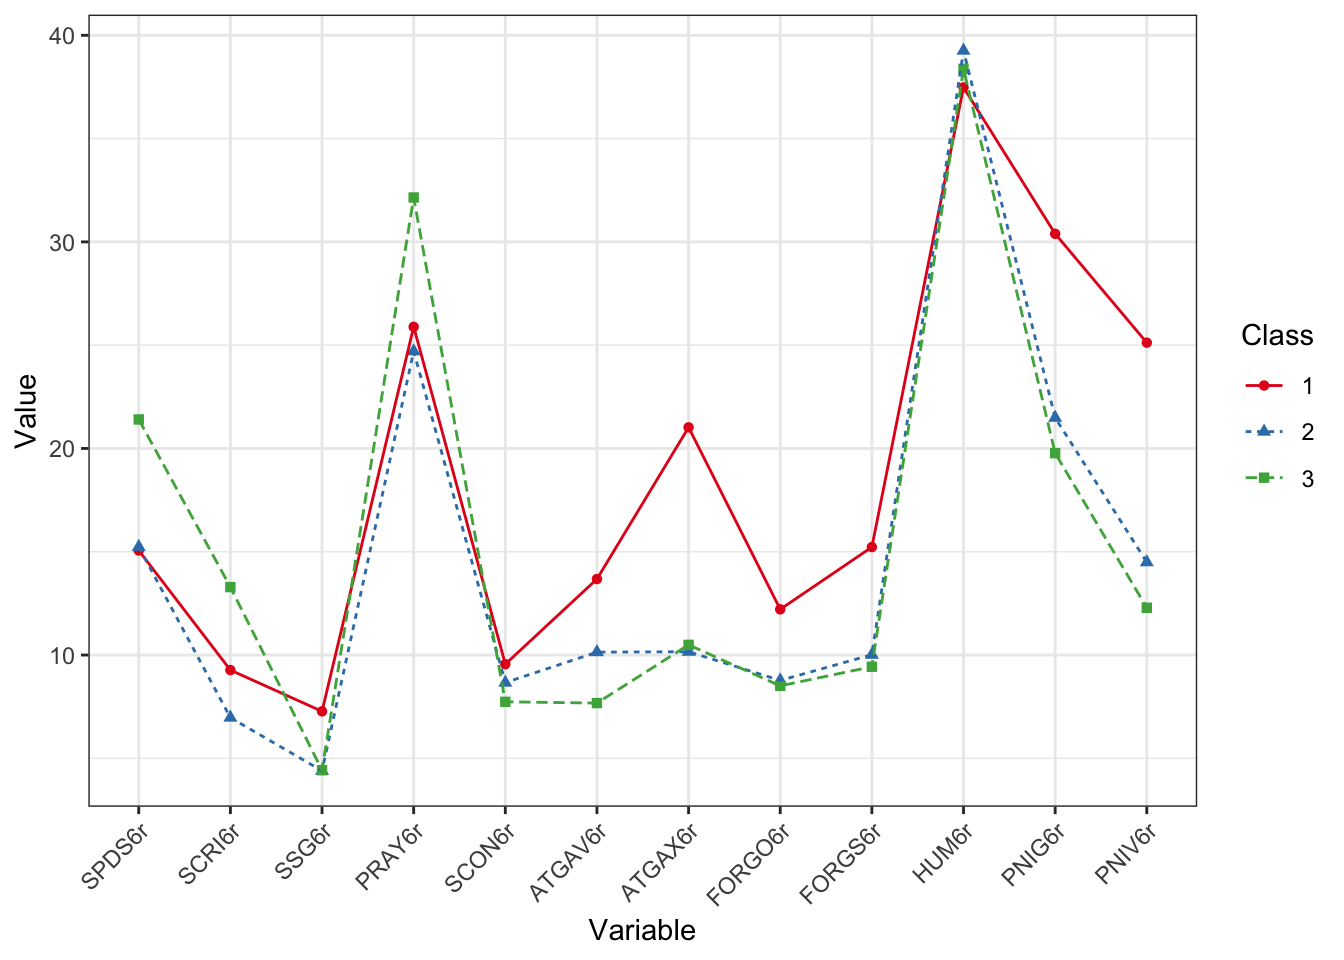 40
30
20
10
Value
SPDS6r
SCRI6r
SSG6r
PRAY6r
SCON6r
ATGAV6r
ATGAX6r
FORGO6r
FORGS6r
HUM6r
PNIG6r
PNIV6r
Variable
Class
1
2
3